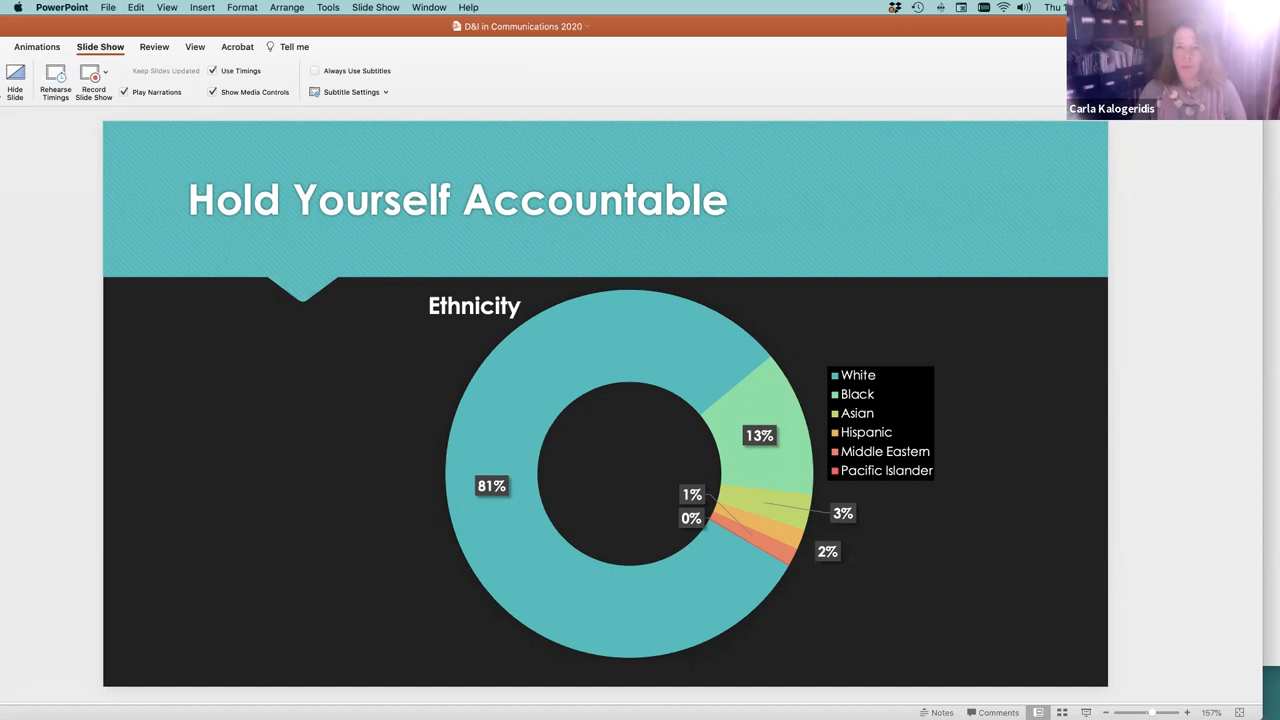 PowerPoint File Edit View Insert Format Arrange Tools Slide Show Window Help Thu 1
D&I in Communications 2020
Animations Slide Show Review View Acrobat Tell me
Keep Slides Updated Use Timings Always Use Subtitles
Hide Slide Rehearse Timings Record Slide Show Play Narrations Show Media Controls Subtitle Settings
Carla Kalogeridis
Hold Yourself Accountable
Ethnicity
White
Black
Asian
Hispanic
Middle Eastern
Pacific Islander
13%
81%
1%
0%
3%
2%
Notes Comments 157%